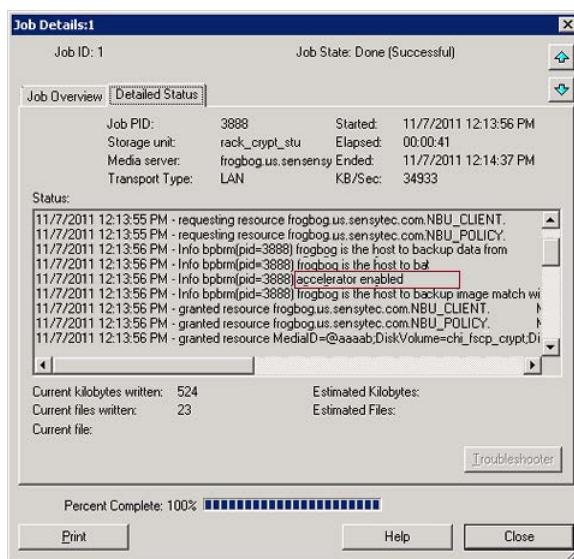 Job Details:1
Job ID: 1 Job State: Done (Successful)
Job Overview Detailed Status
Job PID: 3888 Started: 11/7/2011 12:13:56 PM
Storage unit: rack_crypt_stu Elapsed: 00:00:41
Media server: frogbog.us.sensensy Ended: 11/7/2011 12:14:37 PM
Transport Type: LAN KB/Sec: 34933
Status:
11/7/2011 12:13:55 PM - requesting resource frogbog.us.sensytec.com.NBU_CLIENT.
11/7/2011 12:13:55 PM - requesting resource frogbog.us.sensytec.com.NBU_POLICY.
11/7/2011 12:13:56 PM - Info bpbrm(pid=3888) frogbog is the host to backup data from
11/7/2011 12:13:56 PM - Info bpbrm(pid=3888) frogbog is the host to bat
11/7/2011 12:13:56 PM - Info bpbrm(pid=3888) accelerator enabled
11/7/2011 12:13:56 PM - Info bpbrm(pid=3888) frogbog is the host to backup image match wi
11/7/2011 12:13:56 PM - granted resource frogbog.us.sensytec.com.NBU_CLIENT. M
11/7/2011 12:13:56 PM - granted resource frogbog.us.sensytec.com.NBU_POLICY. M
11/7/2011 12:13:56 PM - granted resource MediaID=@aaaab;DiskVolume=chi_fscp_crypt;Di
Current kilobytes written: 524 Estimated Kilobytes:
Current files written: 23 Estimated Files:
Current file:
Troubleshooter
Percent Complete: 100%
Print Help Close